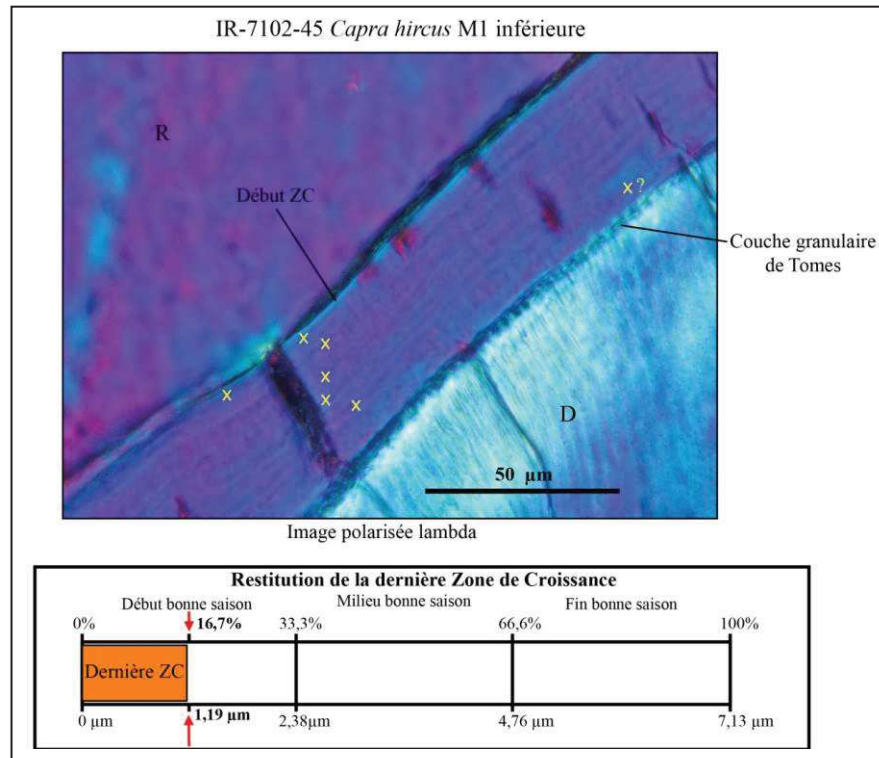 IR-7102-45 Capra hircus M1 inférieure
R
Début ZC
x ?
Couche granulaire
de Tomes
x
x
x
x
x
x
D
50 µm
Image polarisée lambda
Restitution de la dernière Zone de Croissance
Début bonne saison Milieu bonne saison Fin bonne saison
0% 16,7% 33,3% 66,6% 100%
Dernière ZC
0 µm 1,19 µm 2,38µm 4,76 µm 7,13 µm